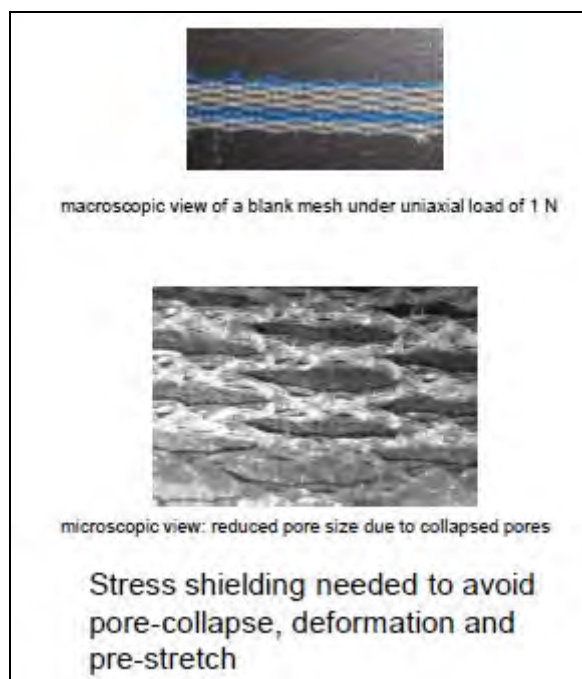 macroscopic view of a blank mesh under uniaxial load of 1 N
microscopic view: reduced pore size due to collapsed pores
Stress shielding needed to avoid
pore-collapse, deformation and
pre-stretch